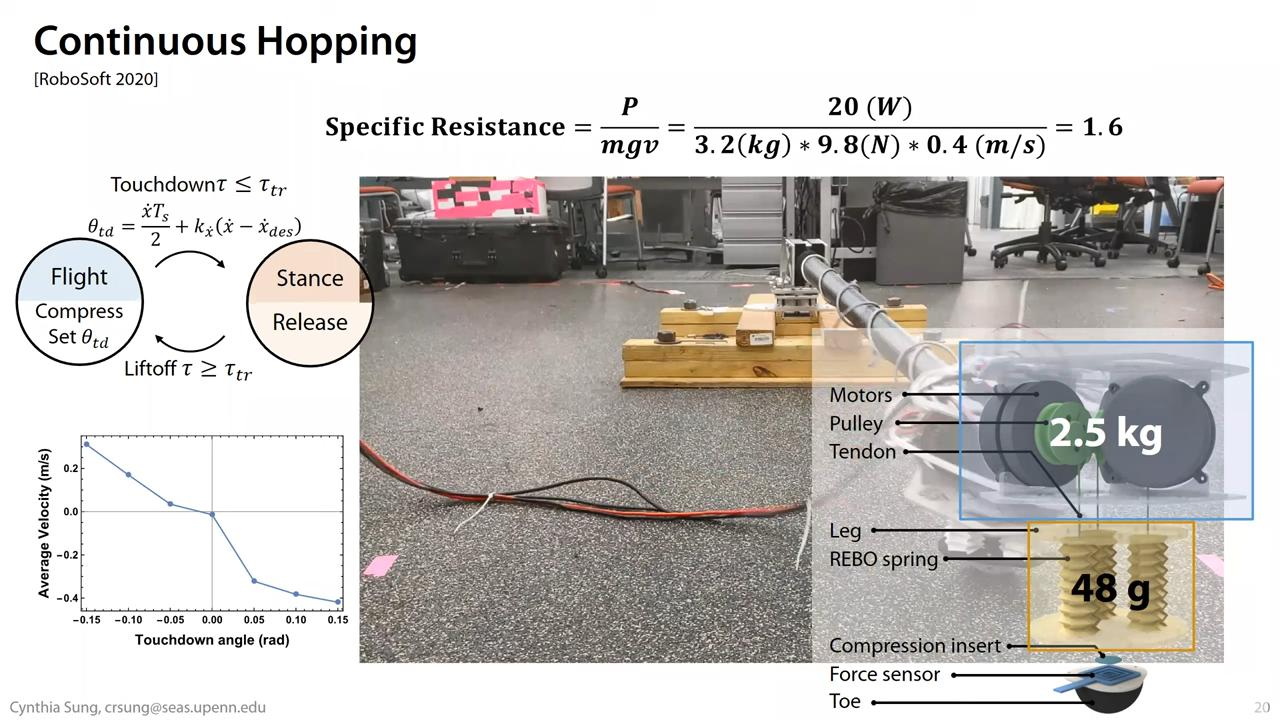 Continuous Hopping
[RoboSoft 2020]
Specific Resistance = P / mgv = 20 (W) / 3.2(kg) * 9.8(N) * 0.4 (m/s) = 1.6
Touchdown τ ≤ τ_tr
θ_td = ẋT_s / 2 + k_ẋ(ẋ − ẋ_des)
Flight
Compress
Set θ_td
Stance
Release
Liftoff τ ≥ τ_tr
Average Velocity (m/s)
0.2
0.0
−0.2
−0.4
−0.15 −0.10 −0.05 0.00 0.05 0.10 0.15
Touchdown angle (rad)
Motors
Pulley
Tendon
2.5 kg
Leg
REBO spring
48 g
Compression insert
Force sensor
Toe
Cynthia Sung, crsung@seas.upenn.edu
20